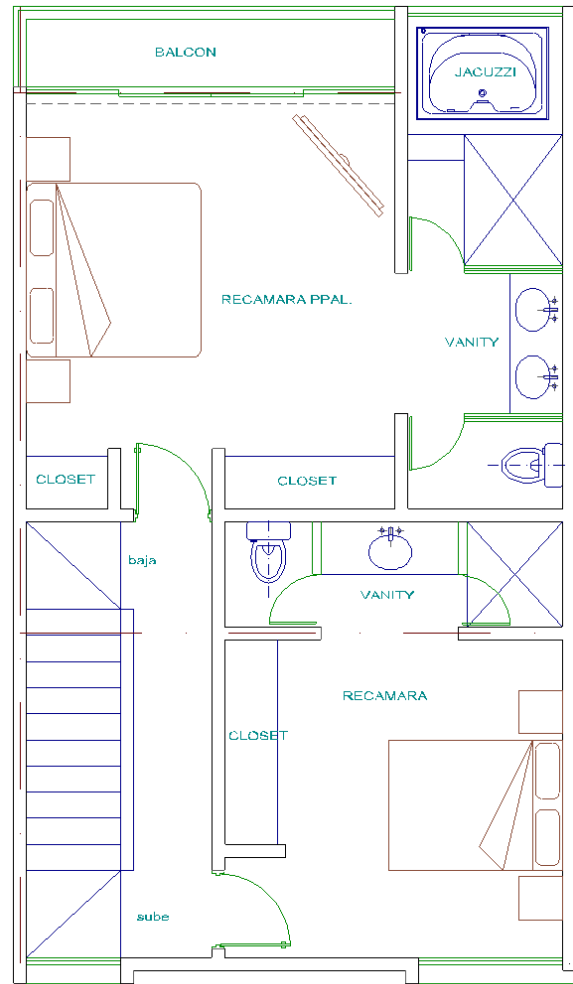 BALCON
JACUZZI
RECAMARA PPAL.
VANITY
CLOSET
CLOSET
baja
VANITY
RECAMARA
CLOSET
sube